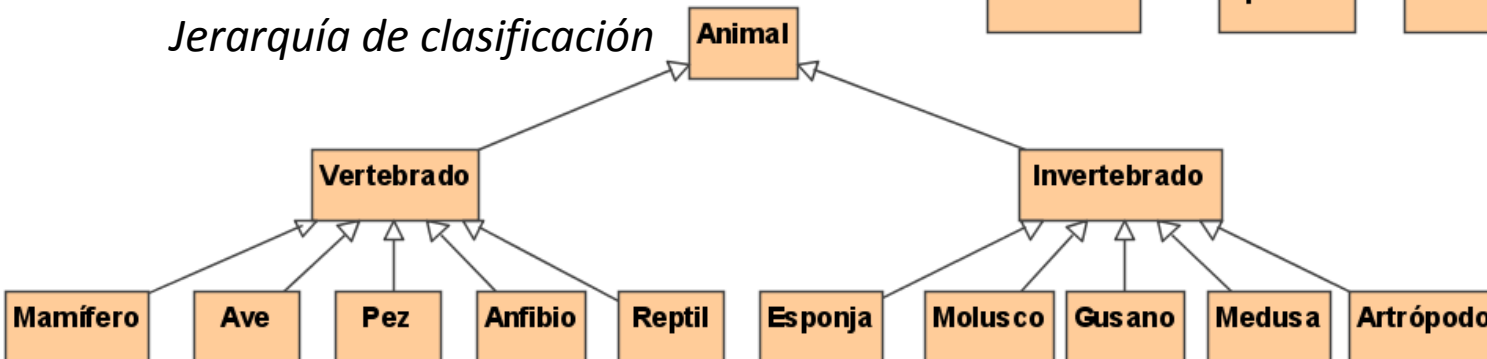 Jerarquía de clasificación
Animal
Vertebrado
Invertebrado
Mamífero
Ave
Pez
Anfibio
Reptil
Esponja
Molusco
Gusano
Medusa
Artrópodo